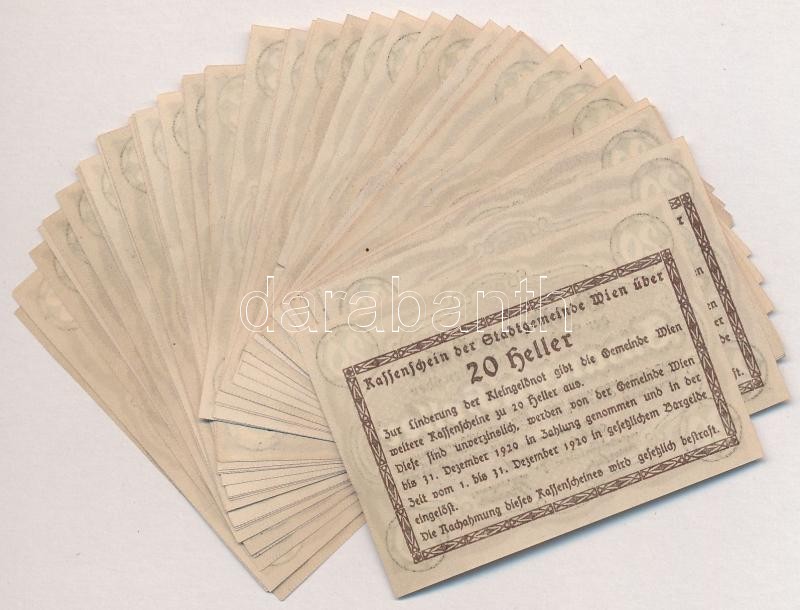 Kassenschein der Stadtgemeinde Wien über
20 Heller
Zur Linderung der Kleingeldnot gibt die Gemeinde Wien
weitere Kassenscheine zu 20 Heller aus.
Diese sind unverzinslich, werden von der Gemeinde Wien
bis 31. Dezember 1920 in Zahlung genommen und in der
Zeit vom 1. bis 31. Dezember 1920 in gesetzlichem Bargelde
eingelöst.
Die Nachahmung dieses Kassenscheines wird gesetzlich bestraft.
darabanth